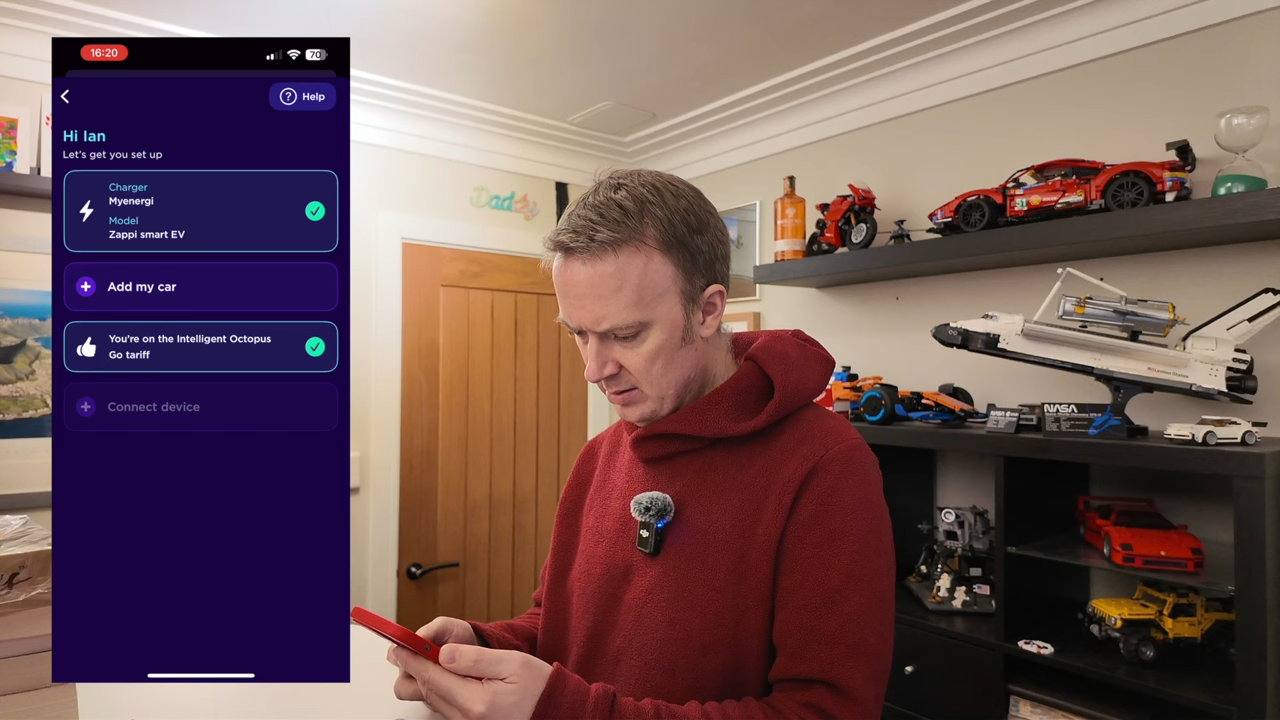 16:20
70
Help
Hi Ian
Let's get you set up
Charger
Myenergi
Model
Zappi smart EV
Add my car
You're on the Intelligent Octopus
Go tariff
Connect device
Daddy
51
NASA